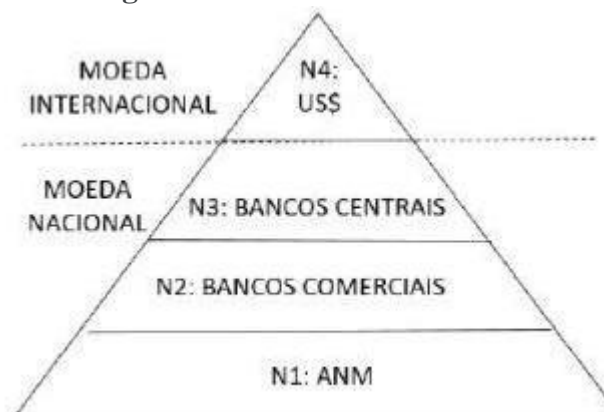 MOEDA
INTERNACIONAL
N4:
US$
MOEDA
NACIONAL
N3: BANCOS CENTRAIS
N2: BANCOS COMERCIAIS
N1: ANM